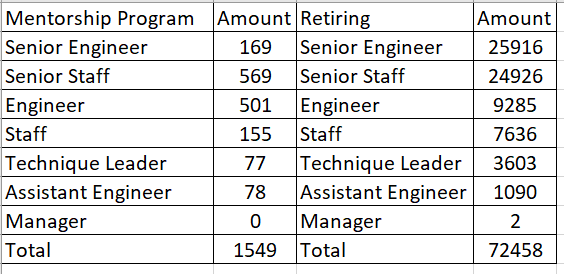 Mentorship Program Amount Retiring Amount
Senior Engineer 169 Senior Engineer 25916
Senior Staff 569 Senior Staff 24926
Engineer 501 Engineer 9285
Staff 155 Staff 7636
Technique Leader 77 Technique Leader 3603
Assistant Engineer 78 Assistant Engineer 1090
Manager 0 Manager 2
Total 1549 Total 72458